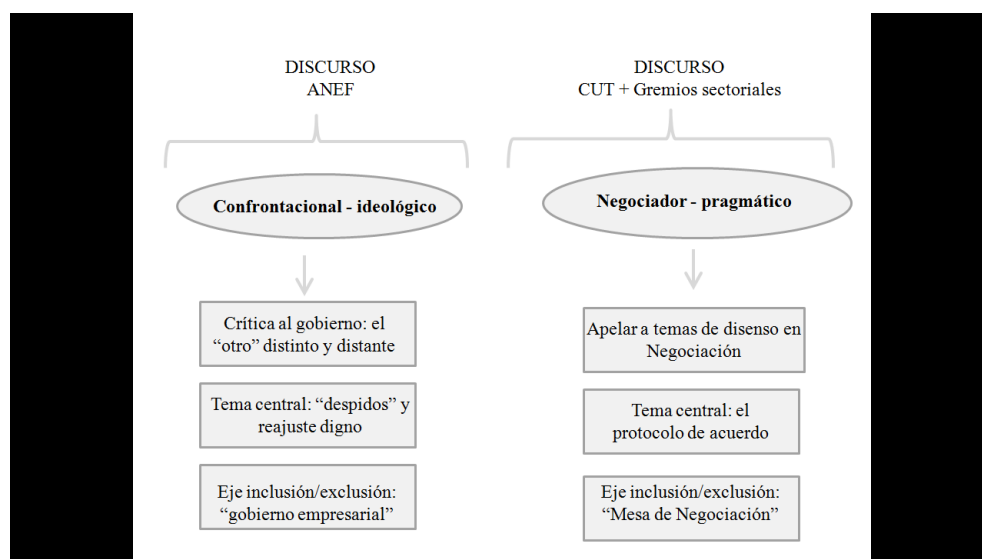 DISCURSO
ANEF
Confrontacional - ideológico
Crítica al gobierno: el
“otro” distinto y distante
Tema central: “despidos” y
reajuste digno
Eje inclusión/exclusión:
“gobierno empresarial”
DISCURSO
CUT + Gremios sectoriales
Negociador - pragmático
Apelar a temas de disenso en
Negociación
Tema central: el
protocolo de acuerdo
Eje inclusión/exclusión:
“Mesa de Negociación”